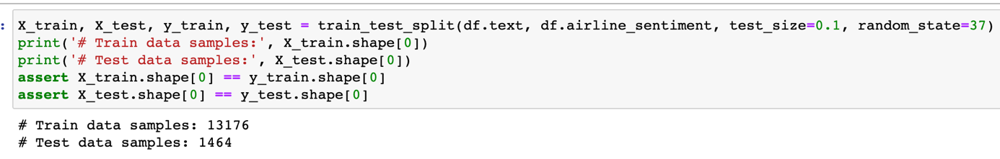 : X_train, X_test, y_train, y_test = train_test_split(df.text, df.airline_sentiment, test_size=0.1, random_state=37)
print('# Train data samples:', X_train.shape[0])
print('# Test data samples:', X_test.shape[0])
assert X_train.shape[0] == y_train.shape[0]
assert X_test.shape[0] == y_test.shape[0]
# Train data samples: 13176
# Test data samples: 1464